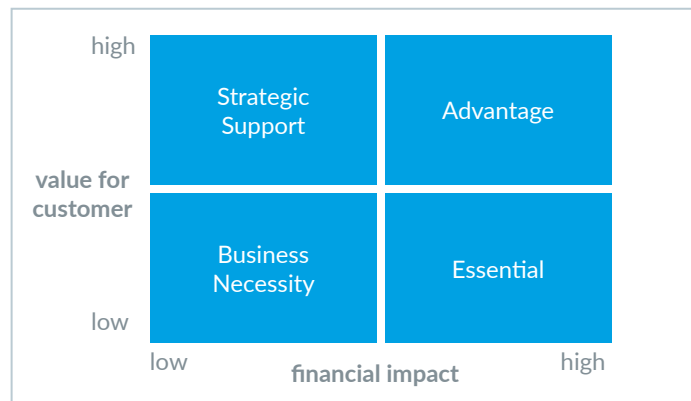 high
Strategic
Support
Advantage
value for
customer
Business
Necessity
Essential
low
low
financial impact
high